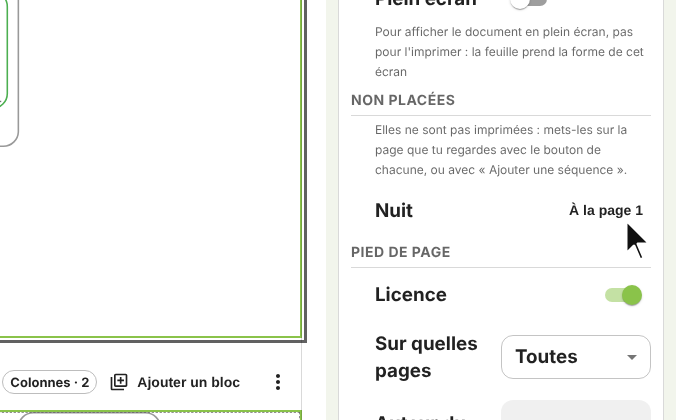 Plein écran
Pour afficher le document en plein écran, pas
pour l'imprimer : la feuille prend la forme de cet
écran
NON PLACÉES
Elles ne sont pas imprimées : mets-les sur la
page que tu regardes avec le bouton de
chacune, ou avec « Ajouter une séquence ».
Nuit
À la page 1
PIED DE PAGE
Licence
Sur quelles
pages
Toutes
Colonnes · 2
Ajouter un bloc